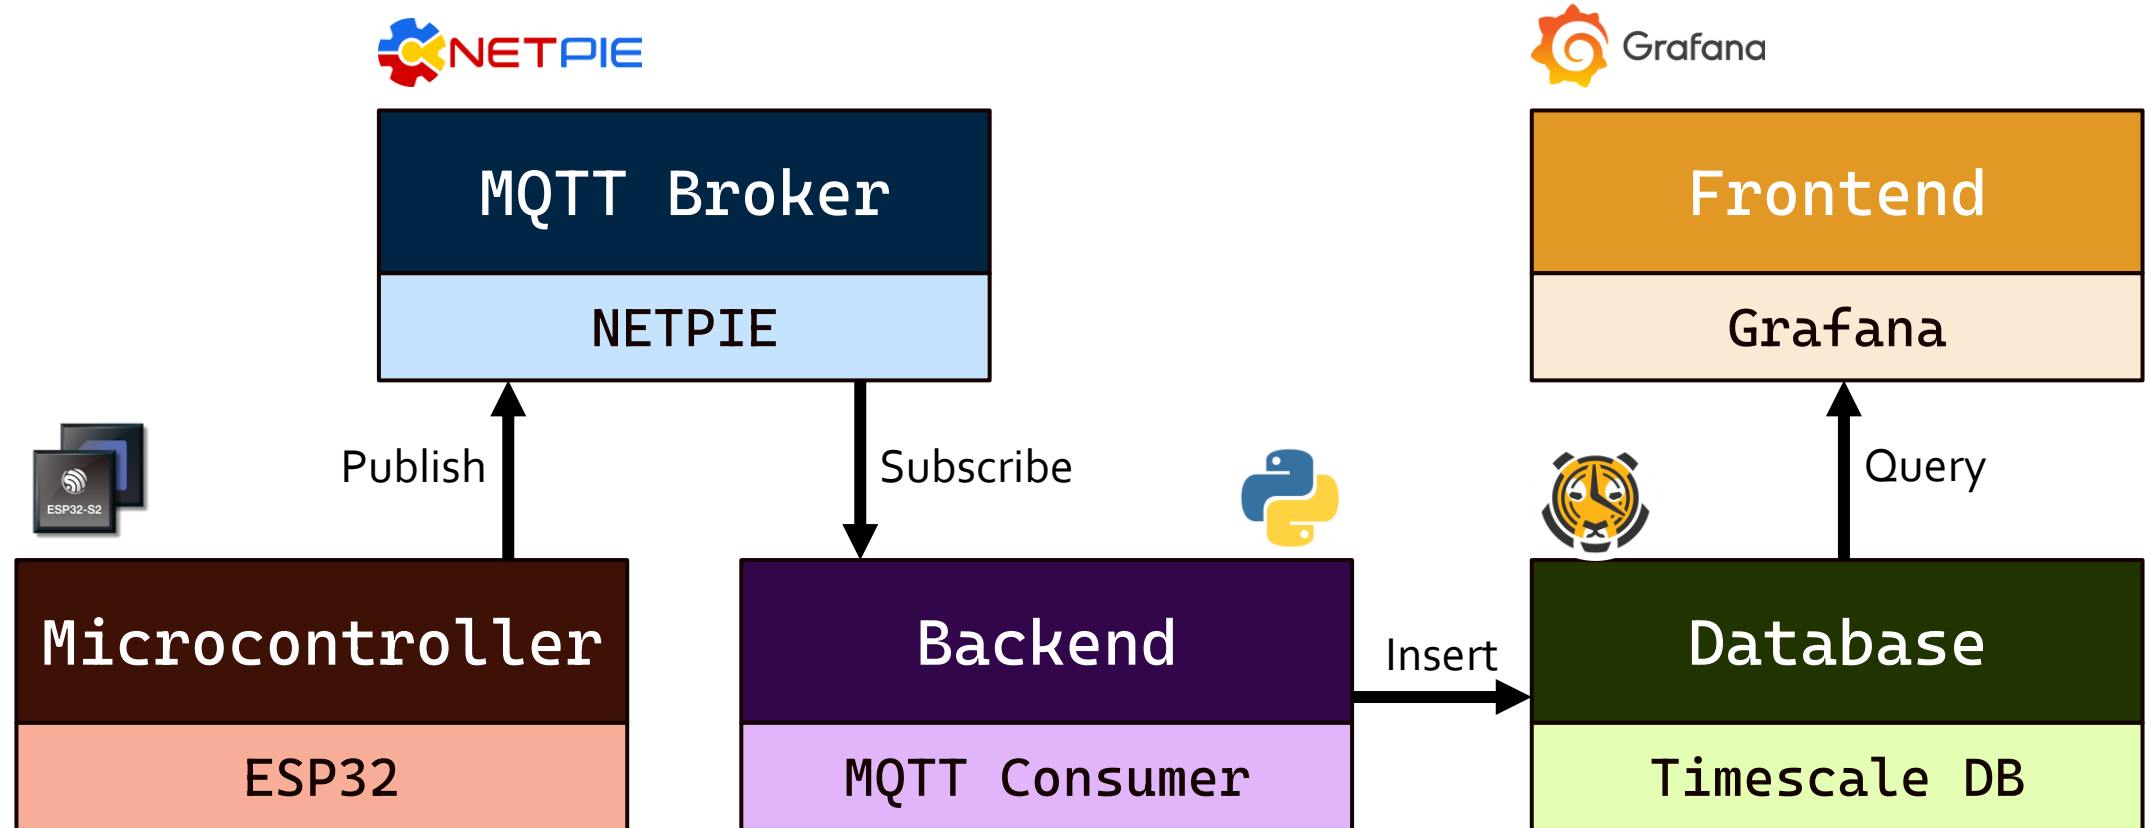 NETPIE
Grafana
MQTT Broker
NETPIE
Frontend
Grafana
Publish
Subscribe
Query
ESP32-S2
Microcontroller
ESP32
Backend
MQTT Consumer
Insert
Database
Timescale DB